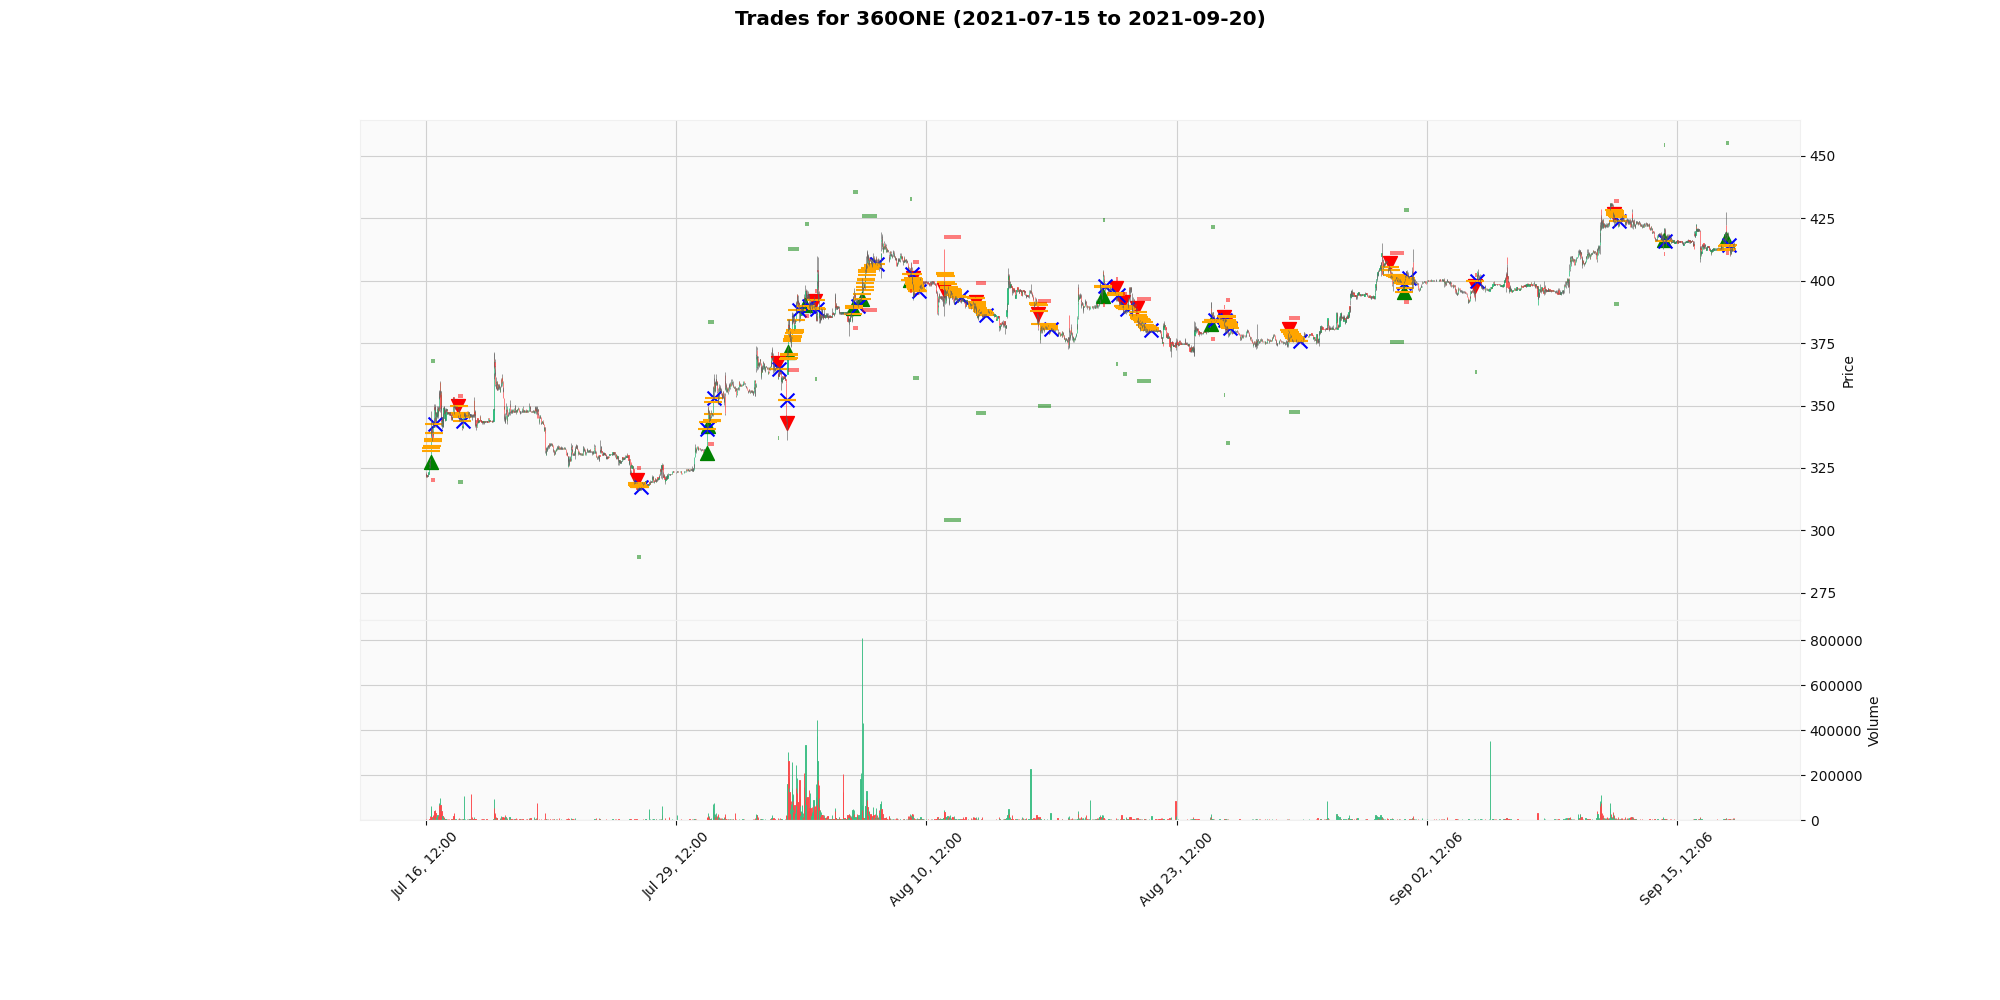 Trades for 360ONE (2021-07-15 to 2021-09-20)
450
425
400
375
350
325
300
275
Price
800000
600000
400000
200000
0
Volume
Jul 16, 12:00
Jul 29, 12:00
Aug 10, 12:00
Aug 23, 12:00
Sep 02, 12:06
Sep 15, 12:06